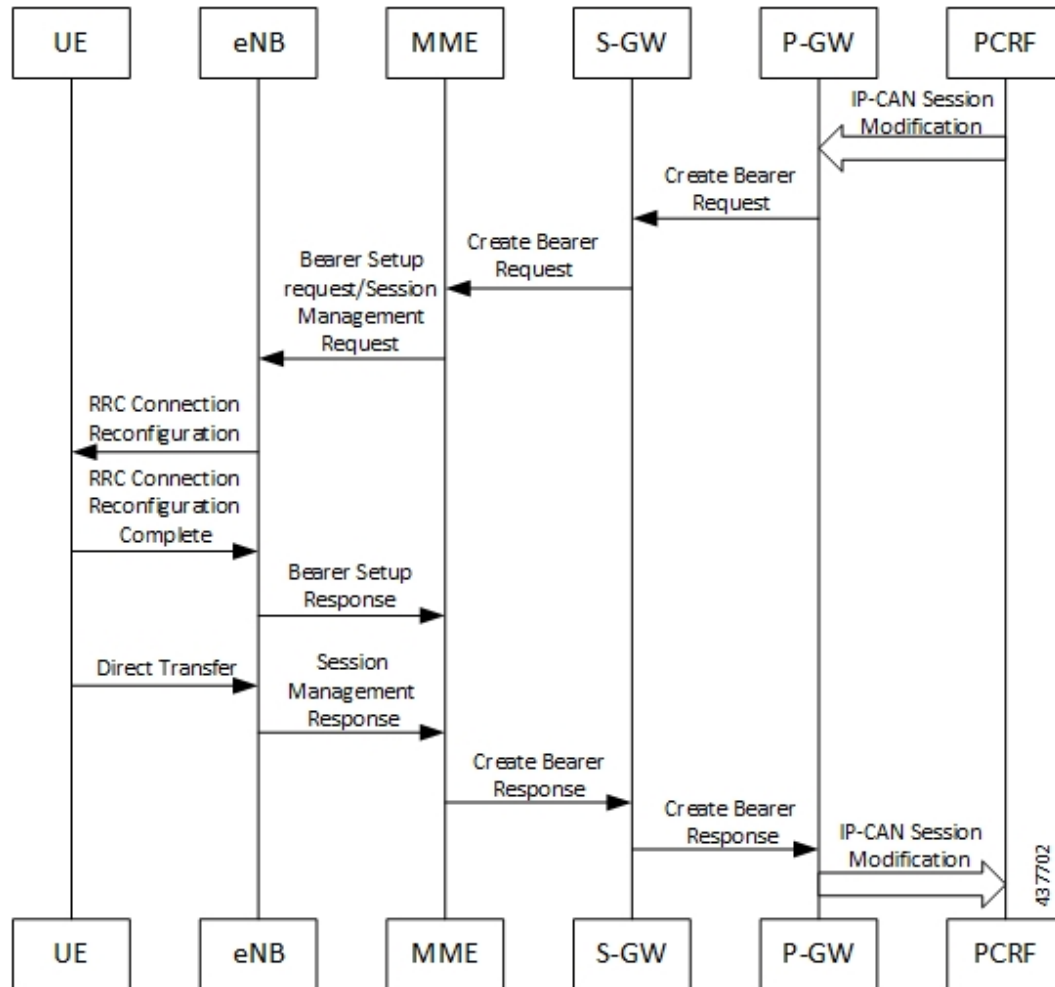 UE
eNB
MME
S-GW
P-GW
PCRF
IP-CAN Session
Modification
Create Bearer
Request
Create Bearer
Request
Bearer Setup
request/Session
Management
Request
RRC Connection
Reconfiguration
RRC Connection
Reconfiguration
Complete
Bearer Setup
Response
Direct Transfer
Session
Management
Response
Create Bearer
Response
Create Bearer
Response
IP-CAN Session
Modification
437702
UE
eNB
MME
S-GW
P-GW
PCRF